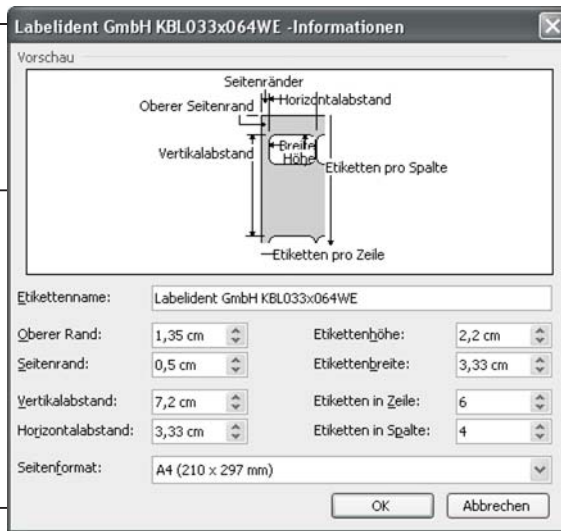 Labelident GmbH KBL033x064WE -Informationen
Vorschau
Seitenränder
Horizontalabstand
Oberer Seitenrand
Vertikalabstand
Breite
Höhe
Etiketten pro Spalte
Etiketten pro Zeile
Etikettenname: Labelident GmbH KBL033x064WE
Oberer Rand: 1,35 cm Etikettenhöhe: 2,2 cm
Seitenrand: 0,5 cm Etikettenbreite: 3,33 cm
Vertikalabstand: 7,2 cm Etiketten in Zeile: 6
Horizontalabstand: 3,33 cm Etiketten in Spalte: 4
Seitenformat: A4 (210 x 297 mm)
OK Abbrechen